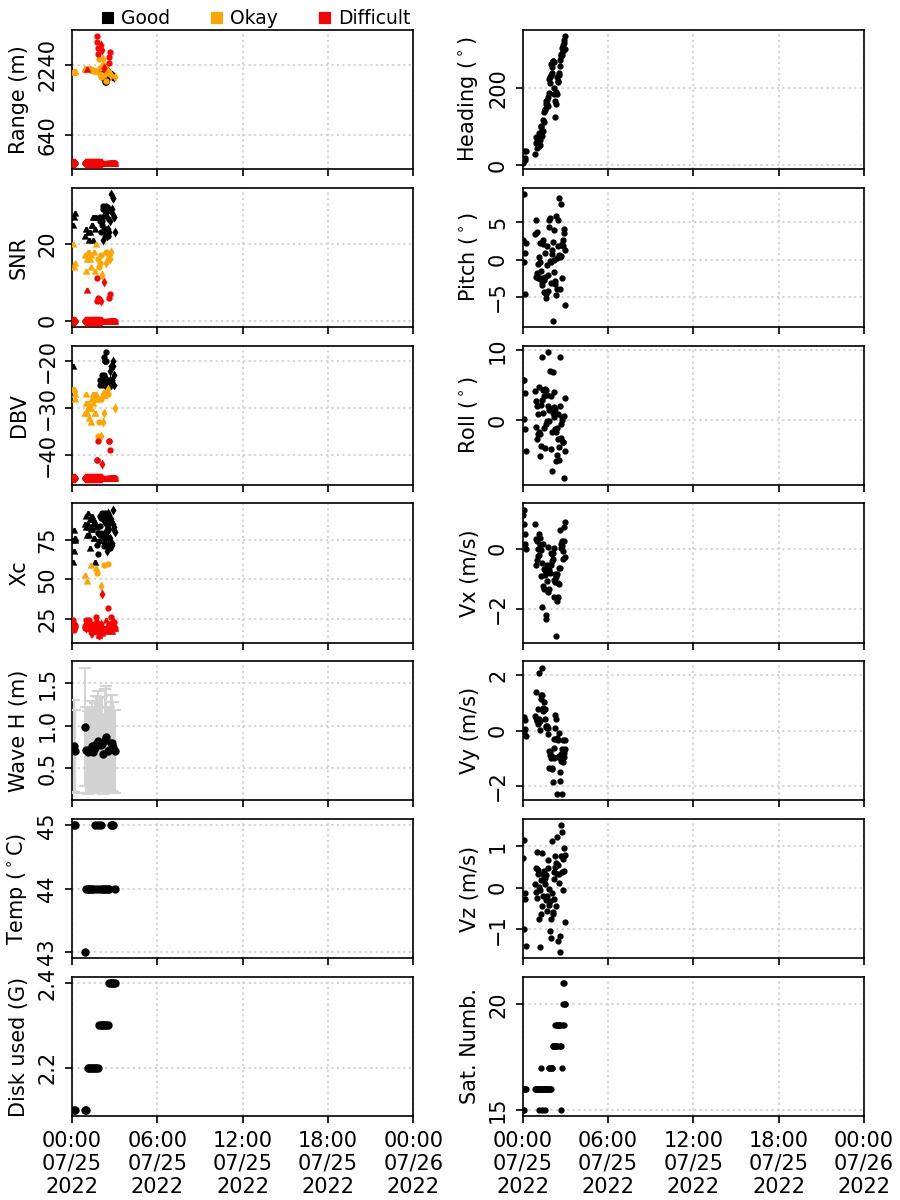 Good Okay Difficult
Range (m)
2240
640
Heading (°)
200
0
SNR
20
0
Pitch (°)
5
0
−5
DBV
−20
−30
−40
Roll (°)
10
0
Xc
75
50
25
Vx (m/s)
0
−2
Wave H (m)
1.5
1.0
0.5
Vy (m/s)
2
0
−2
Temp (°C)
45
44
43
Vz (m/s)
1
0
−1
Disk used (G)
2.4
2.2
Sat. Numb.
20
15
00:00 06:00 12:00 18:00 00:00
07/25 07/25 07/25 07/25 07/26
2022 2022 2022 2022 2022
00:00 06:00 12:00 18:00 00:00
07/25 07/25 07/25 07/25 07/26
2022 2022 2022 2022 2022